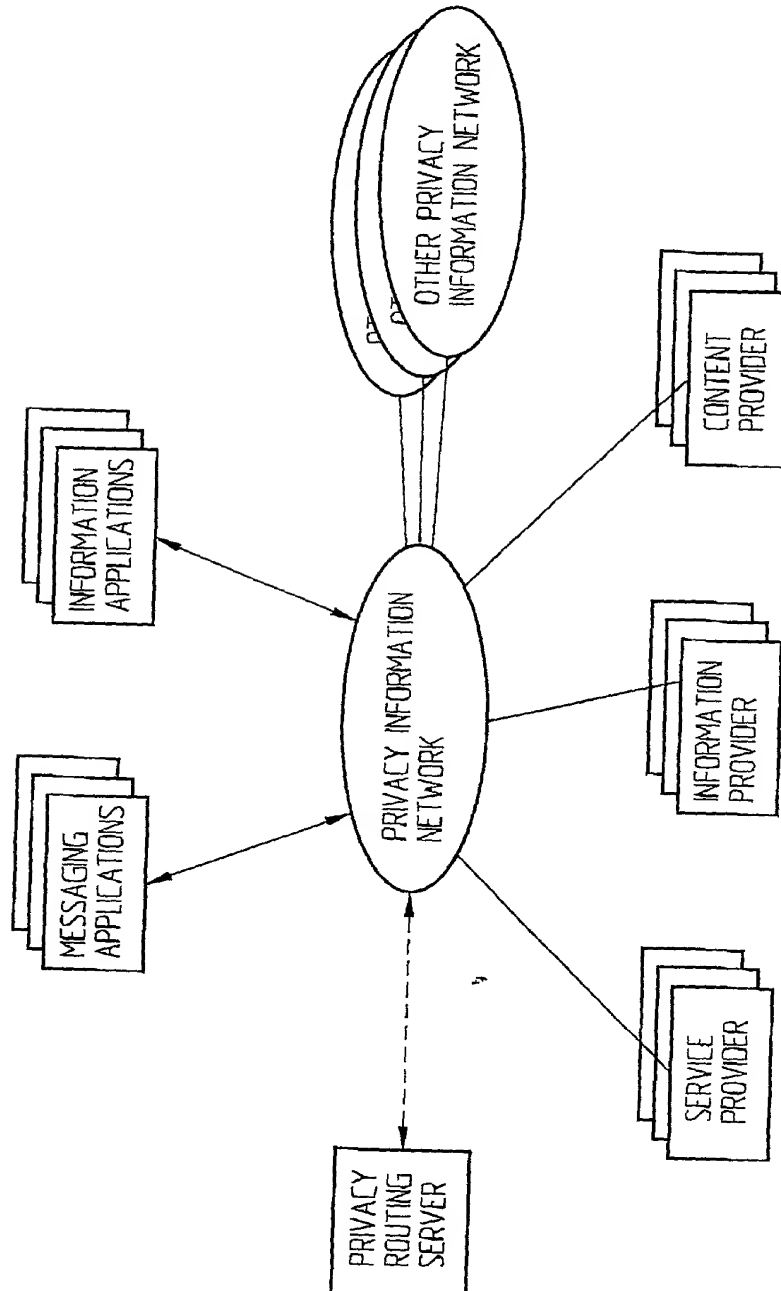 MESSAGING
APPLICATIONS
INFORMATION
APPLICATIONS
PRIVACY
ROUTING
SERVER
PRIVACY INFORMATION
NETWORK
OTHER PRIVACY
INFORMATION NETWORK
SERVICE
PROVIDER
INFORMATION
PROVIDER
CONTENT
PROVIDER